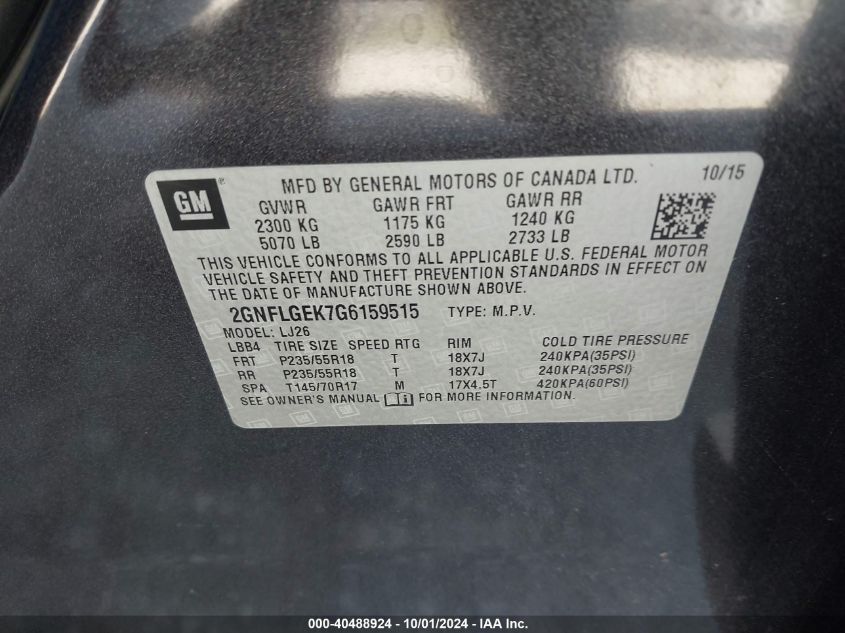 GM ® MFD BY GENERAL MOTORS OF CANADA LTD. 10/15
GVWR GAWR FRT GAWR RR
2300 KG 1175 KG 1240 KG
5070 LB 2590 LB 2733 LB
THIS VEHICLE CONFORMS TO ALL APPLICABLE U.S. FEDERAL MOTOR
VEHICLE SAFETY AND THEFT PREVENTION STANDARDS IN EFFECT ON
THE DATE OF MANUFACTURE SHOWN ABOVE.
2GNFLGEK7G6159515 TYPE: M.P.V.
MODEL: LJ26
LBB4 TIRE SIZE SPEED RTG RIM COLD TIRE PRESSURE
FRT P235/55R18 T 18X7J 240KPA(35PSI)
RR P235/55R18 T 18X7J 240KPA(35PSI)
SPA T145/70R17 M 17X4.5T 420KPA(60PSI)
SEE OWNER'S MANUAL FOR MORE INFORMATION.
000-40488924 - 10/01/2024 - IAA Inc.